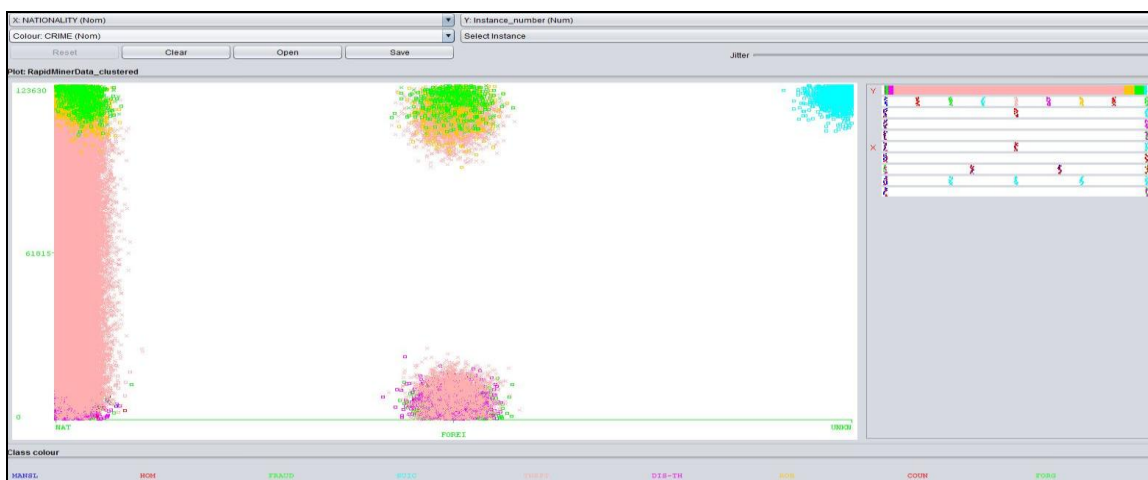 X: NATIONALITY (Nom) Y: Instance_number (Num)
Colour: CRIME (Nom) Select Instance
Reset Clear Open Save Jitter
Plot: RapidMinerData_clustered
123630
61815
0
NAT FOREI UNKN
Y
X
Class colour
MANSL HOM FRAUD SUIC DIS-TH COUN FORG